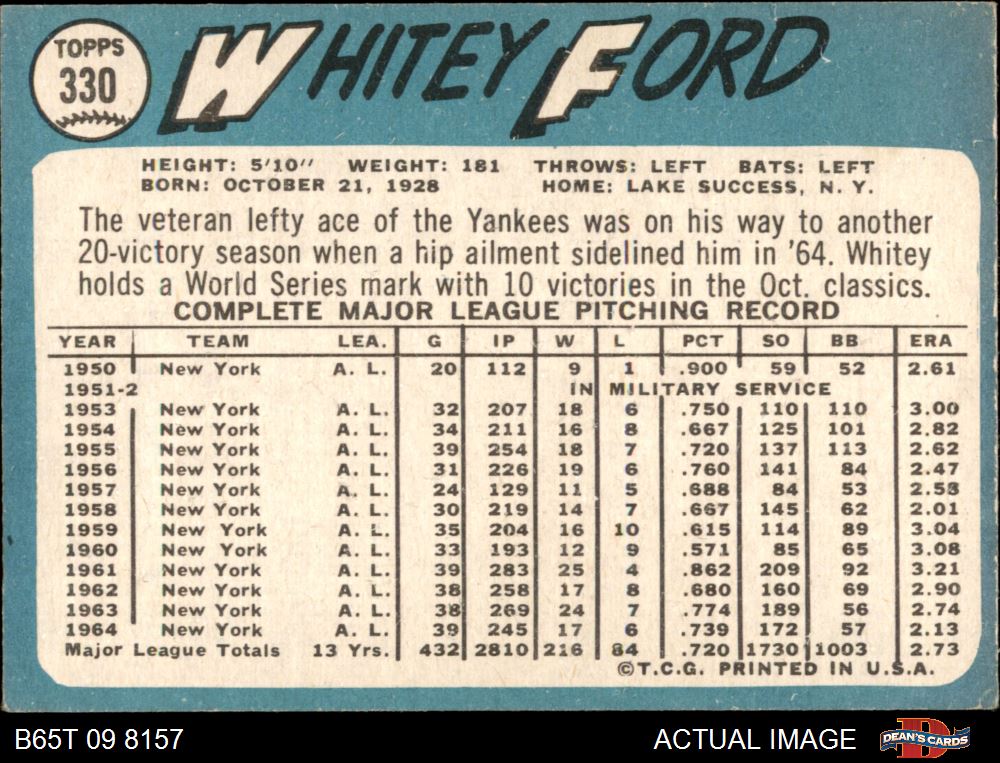 TOPPS
330
WHITEY FORD
HEIGHT: 5'10'' WEIGHT: 181 THROWS: LEFT BATS: LEFT
BORN: OCTOBER 21, 1928 HOME: LAKE SUCCESS, N. Y.
The veteran lefty ace of the Yankees was on his way to another
20-victory season when a hip ailment sidelined him in '64. Whitey
holds a World Series mark with 10 victories in the Oct. classics.
COMPLETE MAJOR LEAGUE PITCHING RECORD
YEAR TEAM LEA. G IP W L PCT SO BB ERA
1950 New York A. L. 20 112 9 1 .900 59 52 2.61
1951-2 IN MILITARY SERVICE
1953 New York A. L. 32 207 18 6 .750 110 110 3.00
1954 New York A. L. 34 211 16 8 .667 125 101 2.82
1955 New York A. L. 39 254 18 7 .720 137 113 2.62
1956 New York A. L. 31 226 19 6 .760 141 84 2.47
1957 New York A. L. 24 129 11 5 .688 84 53 2.58
1958 New York A. L. 30 219 14 7 .667 145 62 2.01
1959 New York A. L. 35 204 16 10 .615 114 89 3.04
1960 New York A. L. 33 193 12 9 .571 85 65 3.08
1961 New York A. L. 39 283 25 4 .862 209 92 3.21
1962 New York A. L. 38 258 17 8 .680 160 69 2.90
1963 New York A. L. 38 269 24 7 .774 189 56 2.74
1964 New York A. L. 39 245 17 6 .739 172 57 2.13
Major League Totals 13 Yrs. 432 2810 216 84 .720 1730 1003 2.73
©T.C.G. PRINTED IN U.S.A.
B65T 09 8157 ACTUAL IMAGE DEAN'S CARDS